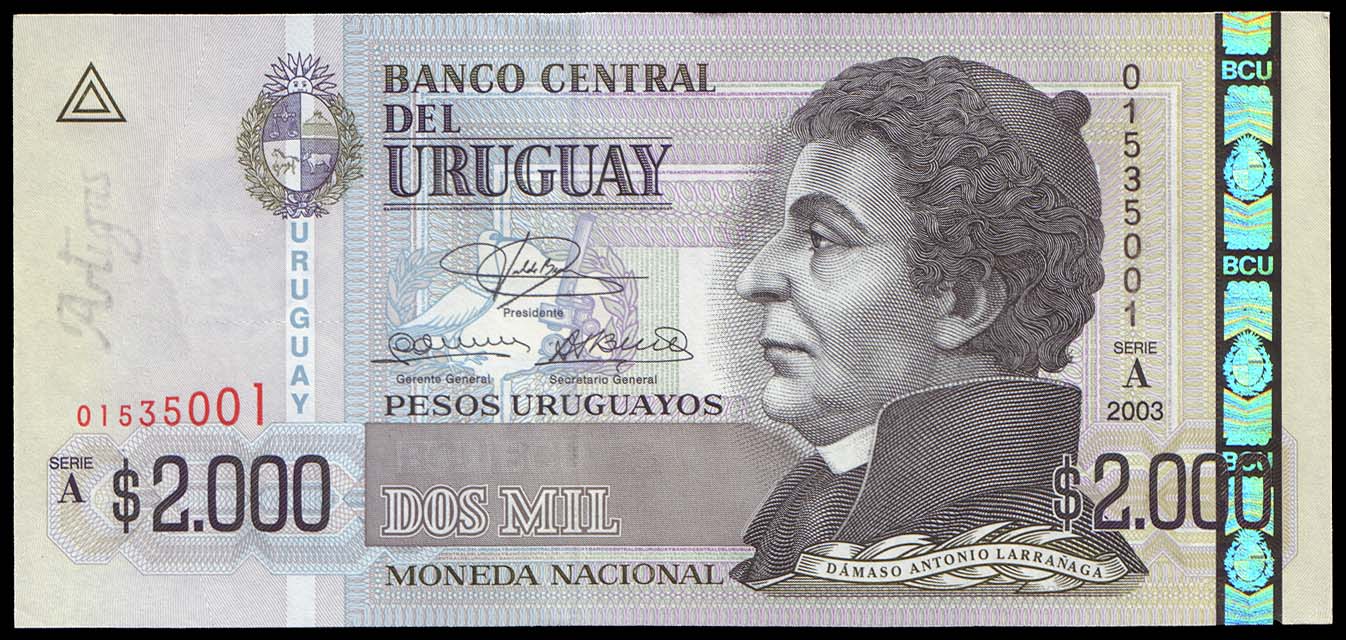 BANCO CENTRAL
DEL
URUGUAY
URUGUAY
Artigas
Presidente
Gerente General
Secretario General
PESOS URUGUAYOS
01535001
SERIE
A
$2.000
DOS MIL
MONEDA NACIONAL
01535001
SERIE
A
2003
$2.000
DÁMASO ANTONIO LARRAÑAGA
BCU
BCU
BCU